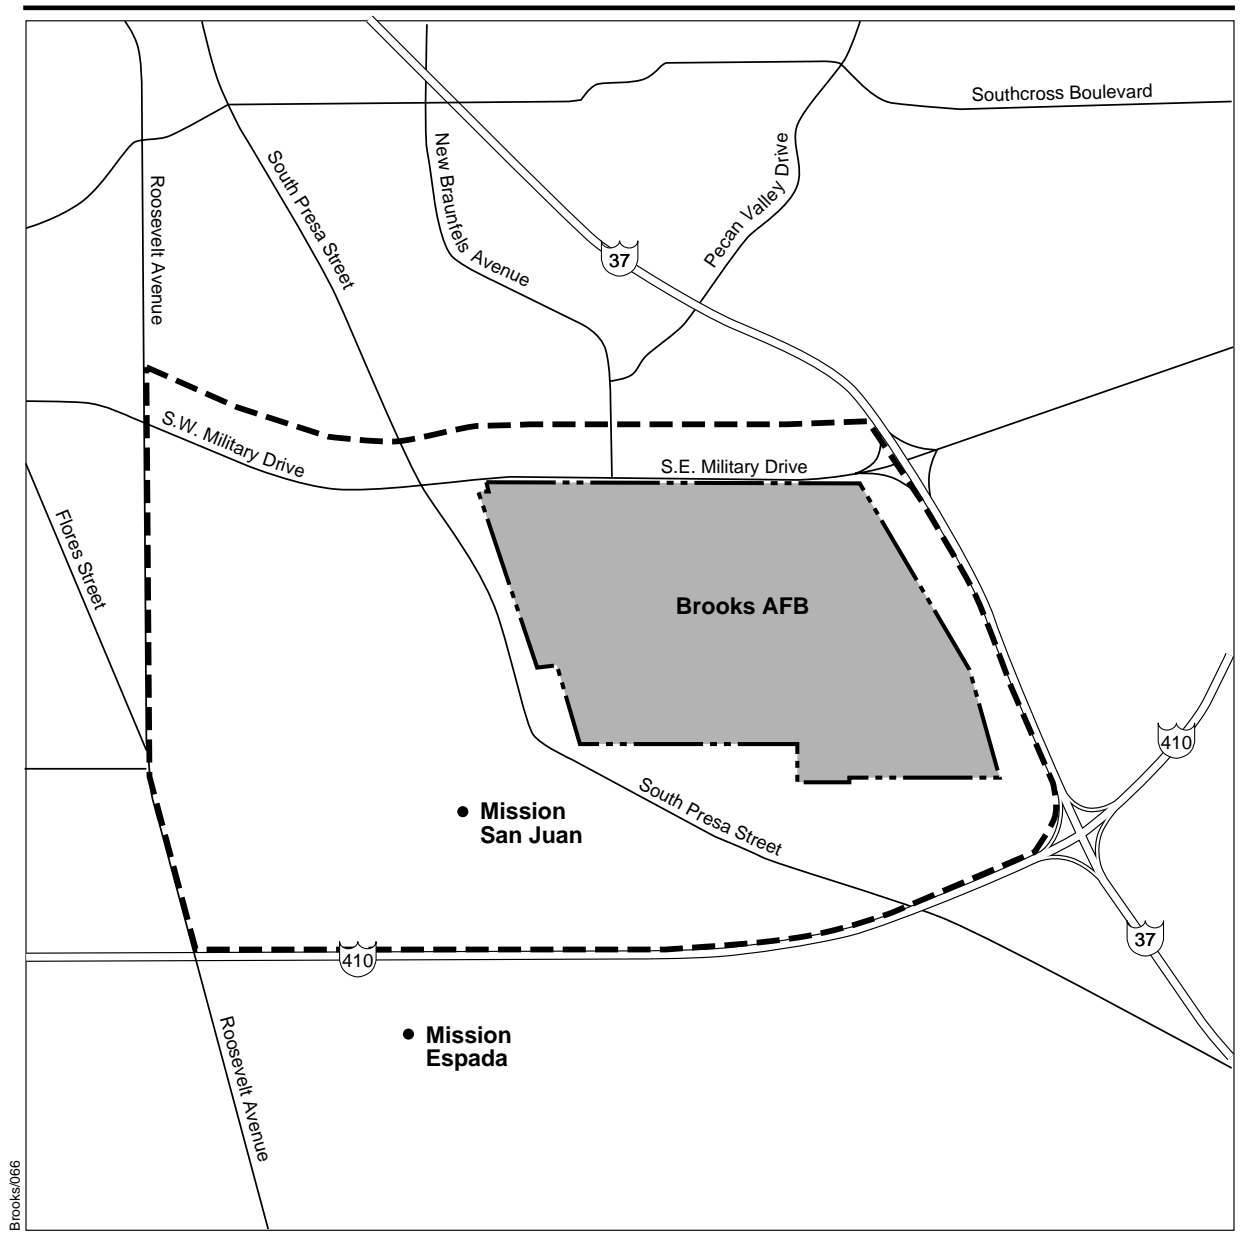 Southcross Boulevard
New Braunfels Avenue
Pecan Valley Drive
South Presa Street
Roosevelt Avenue
37
S.W. Military Drive
S.E. Military Drive
Flores Street
Brooks AFB
410
Mission
San Juan
South Presa Street
37
410
Mission
Espada
Roosevelt Avenue
Brooks/066